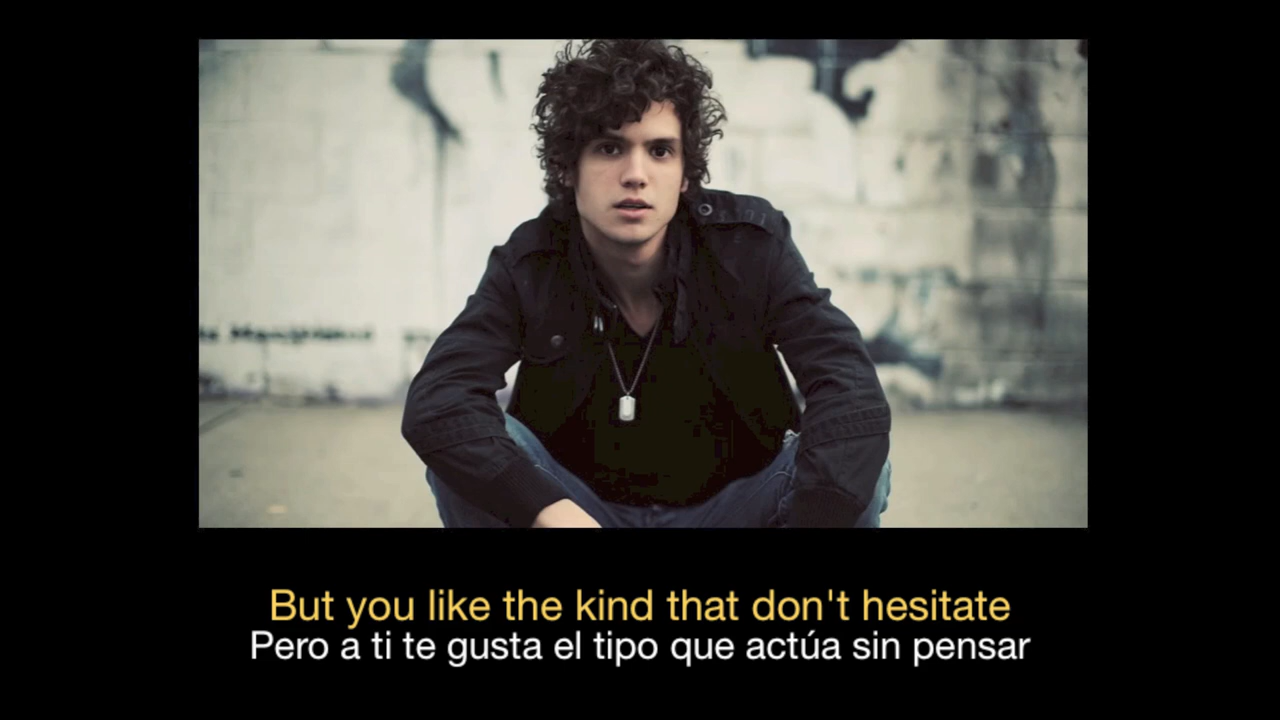 But you like the kind that don't hesitate
Pero a ti te gusta el tipo que actúa sin pensar